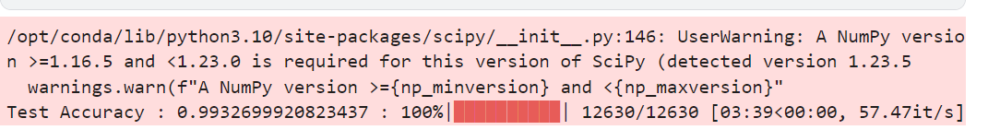 /opt/conda/lib/python3.10/site-packages/scipy/__init__.py:146: UserWarning: A NumPy versio
n >=1.16.5 and <1.23.0 is required for this version of SciPy (detected version 1.23.5
  warnings.warn(f"A NumPy version >={np_minversion} and <{np_maxversion}"
Test Accuracy : 0.9932699920823437 : 100%|██████████| 12630/12630 [03:39<00:00, 57.47it/s]